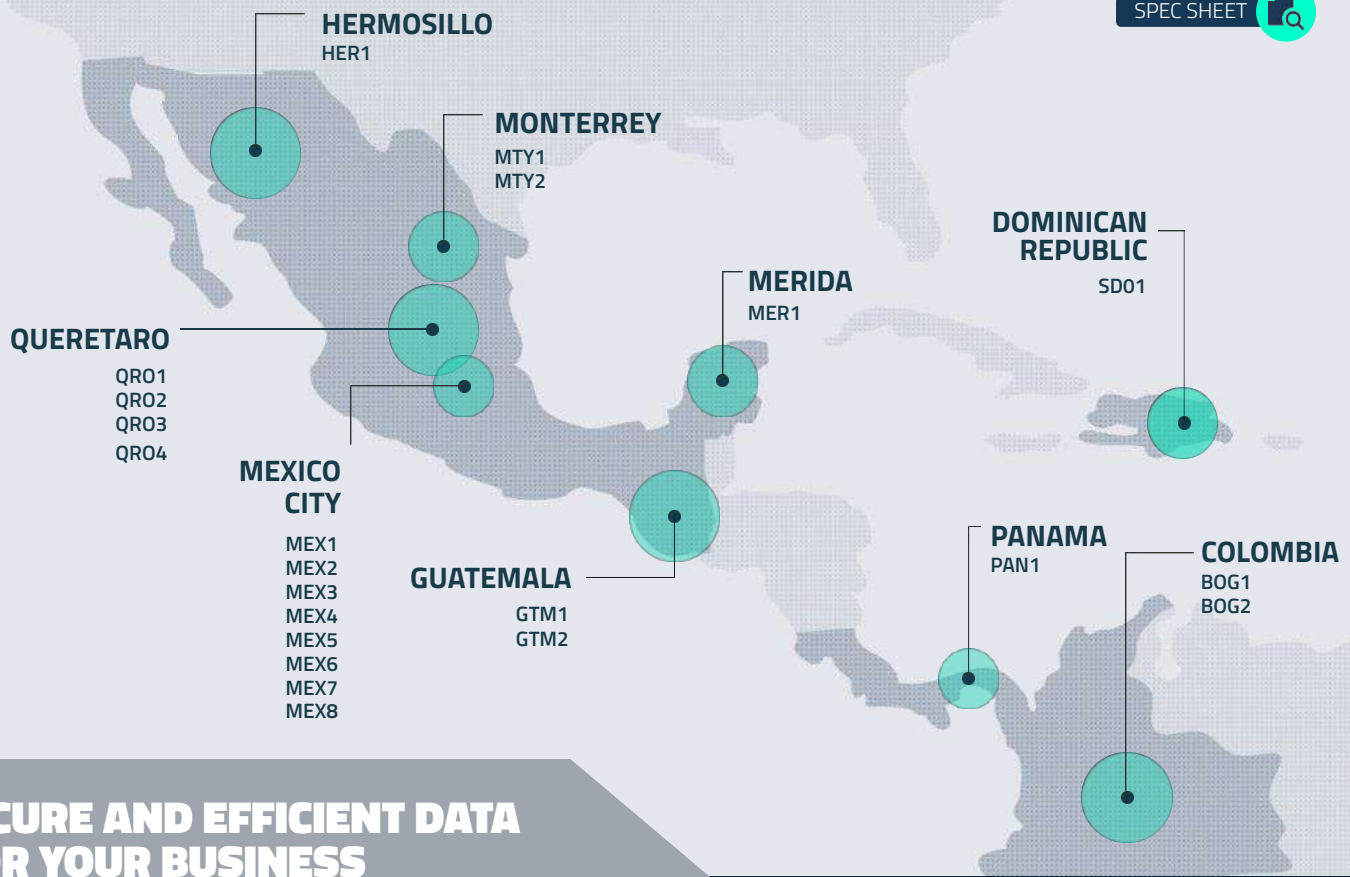 SPEC SHEET
HERMOSILLO
HER1
MONTERREY
MTY1
MTY2
DOMINICAN
REPUBLIC
SDO1
MERIDA
MER1
QUERETARO
QRO1
QRO2
QRO3
QRO4
MEXICO
CITY
MEX1
MEX2
MEX3
MEX4
MEX5
MEX6
MEX7
MEX8
GUATEMALA
GTM1
GTM2
PANAMA
PAN1
COLOMBIA
BOG1
BOG2
CURE AND EFFICIENT DATA
R YOUR BUSINESS